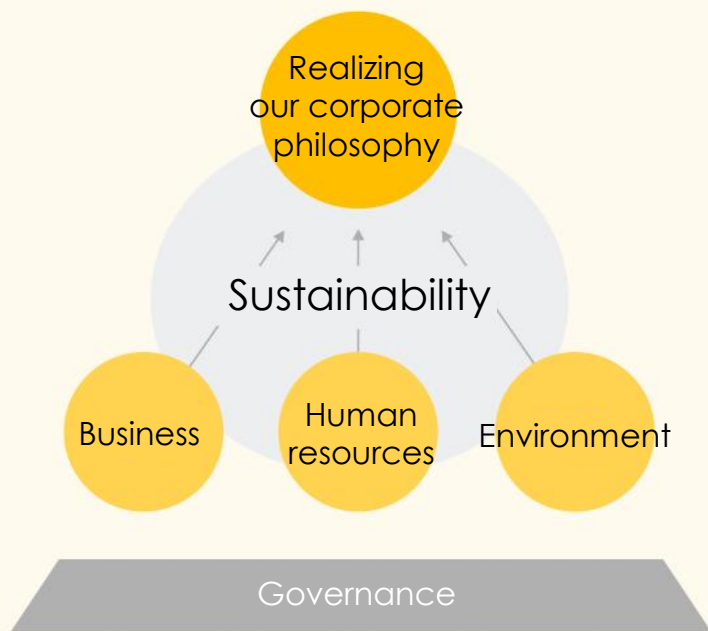 Realizing
our corporate
philosophy
Sustainability
Business
Human
resources
Environment
Governance